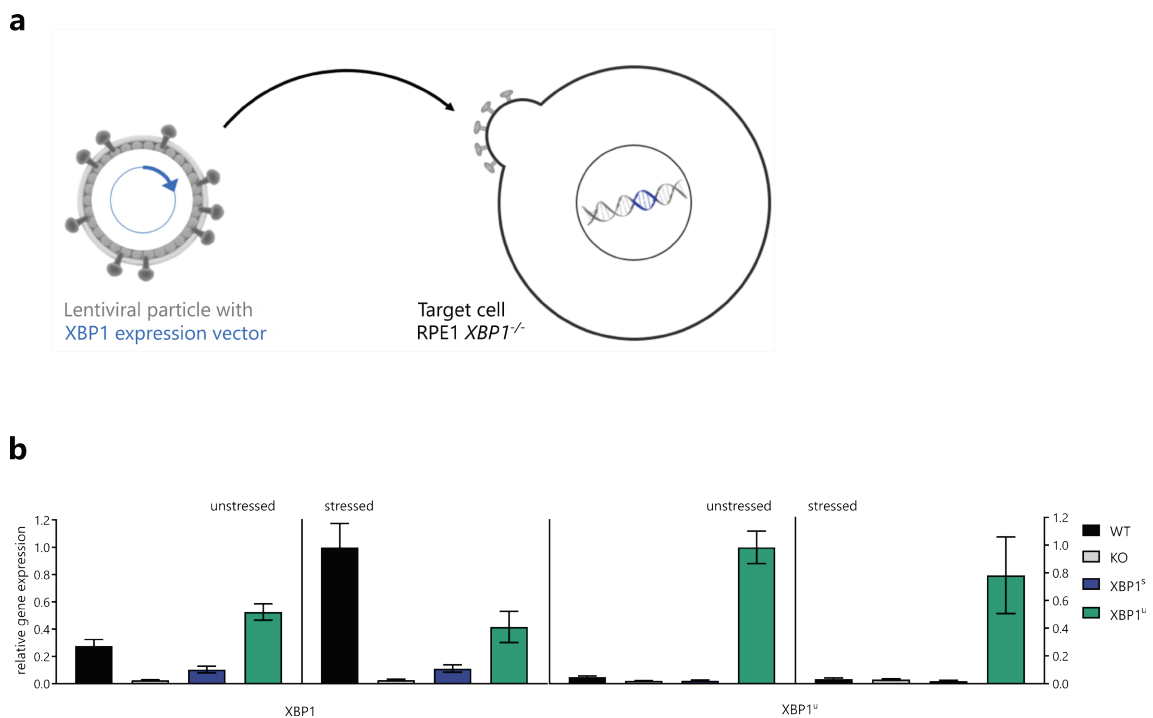 a
Lentiviral particle with
XBP1 expression vector
Target cell
RPE1 XBP1-/-
b
unstressed
stressed
unstressed
stressed
relative gene expression
1.2
1.0
0.8
0.6
0.4
0.2
0.0
1.2
1.0
0.8
0.6
0.4
0.2
0.0
WT
KO
XBP1s
XBP1u
XBP1
XBP1u